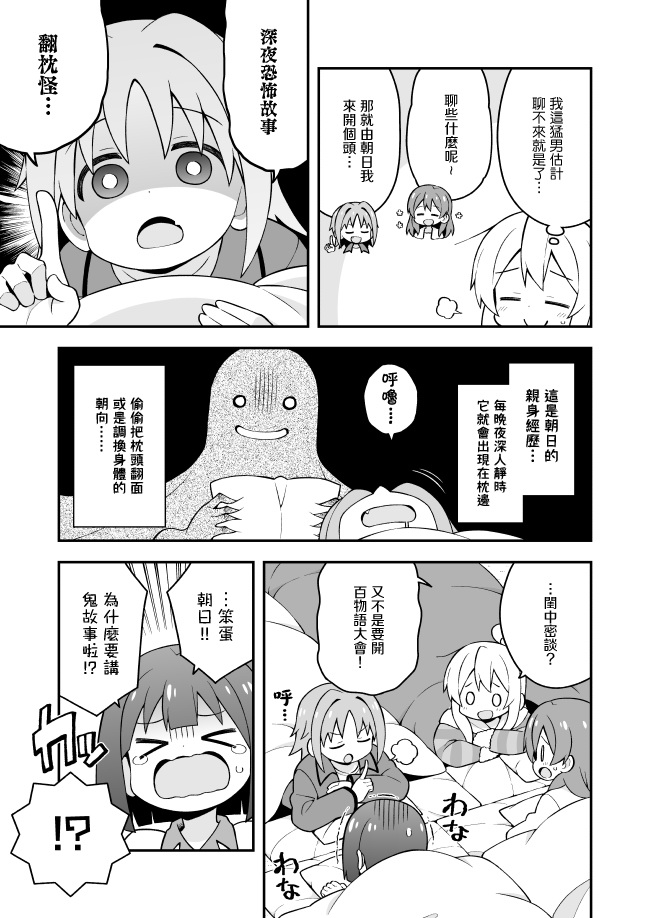 我這猛男估計
聊不來就是了…
聊些什麼呢~
那就由朝日我
來開個頭…
深夜恐怖故事
翻枕怪…
這是朝日的
親身經歷…
每晚夜深人靜時
它就會出現在枕邊
呼嚕…
偷偷把枕頭翻面
或是調換身體的
朝向……
…閨中密談？
又不是要開
百物語大會！
呼…
わな
わな
…笨蛋
朝日!!
為什麼要講
鬼故事啦!?
カッ
!?